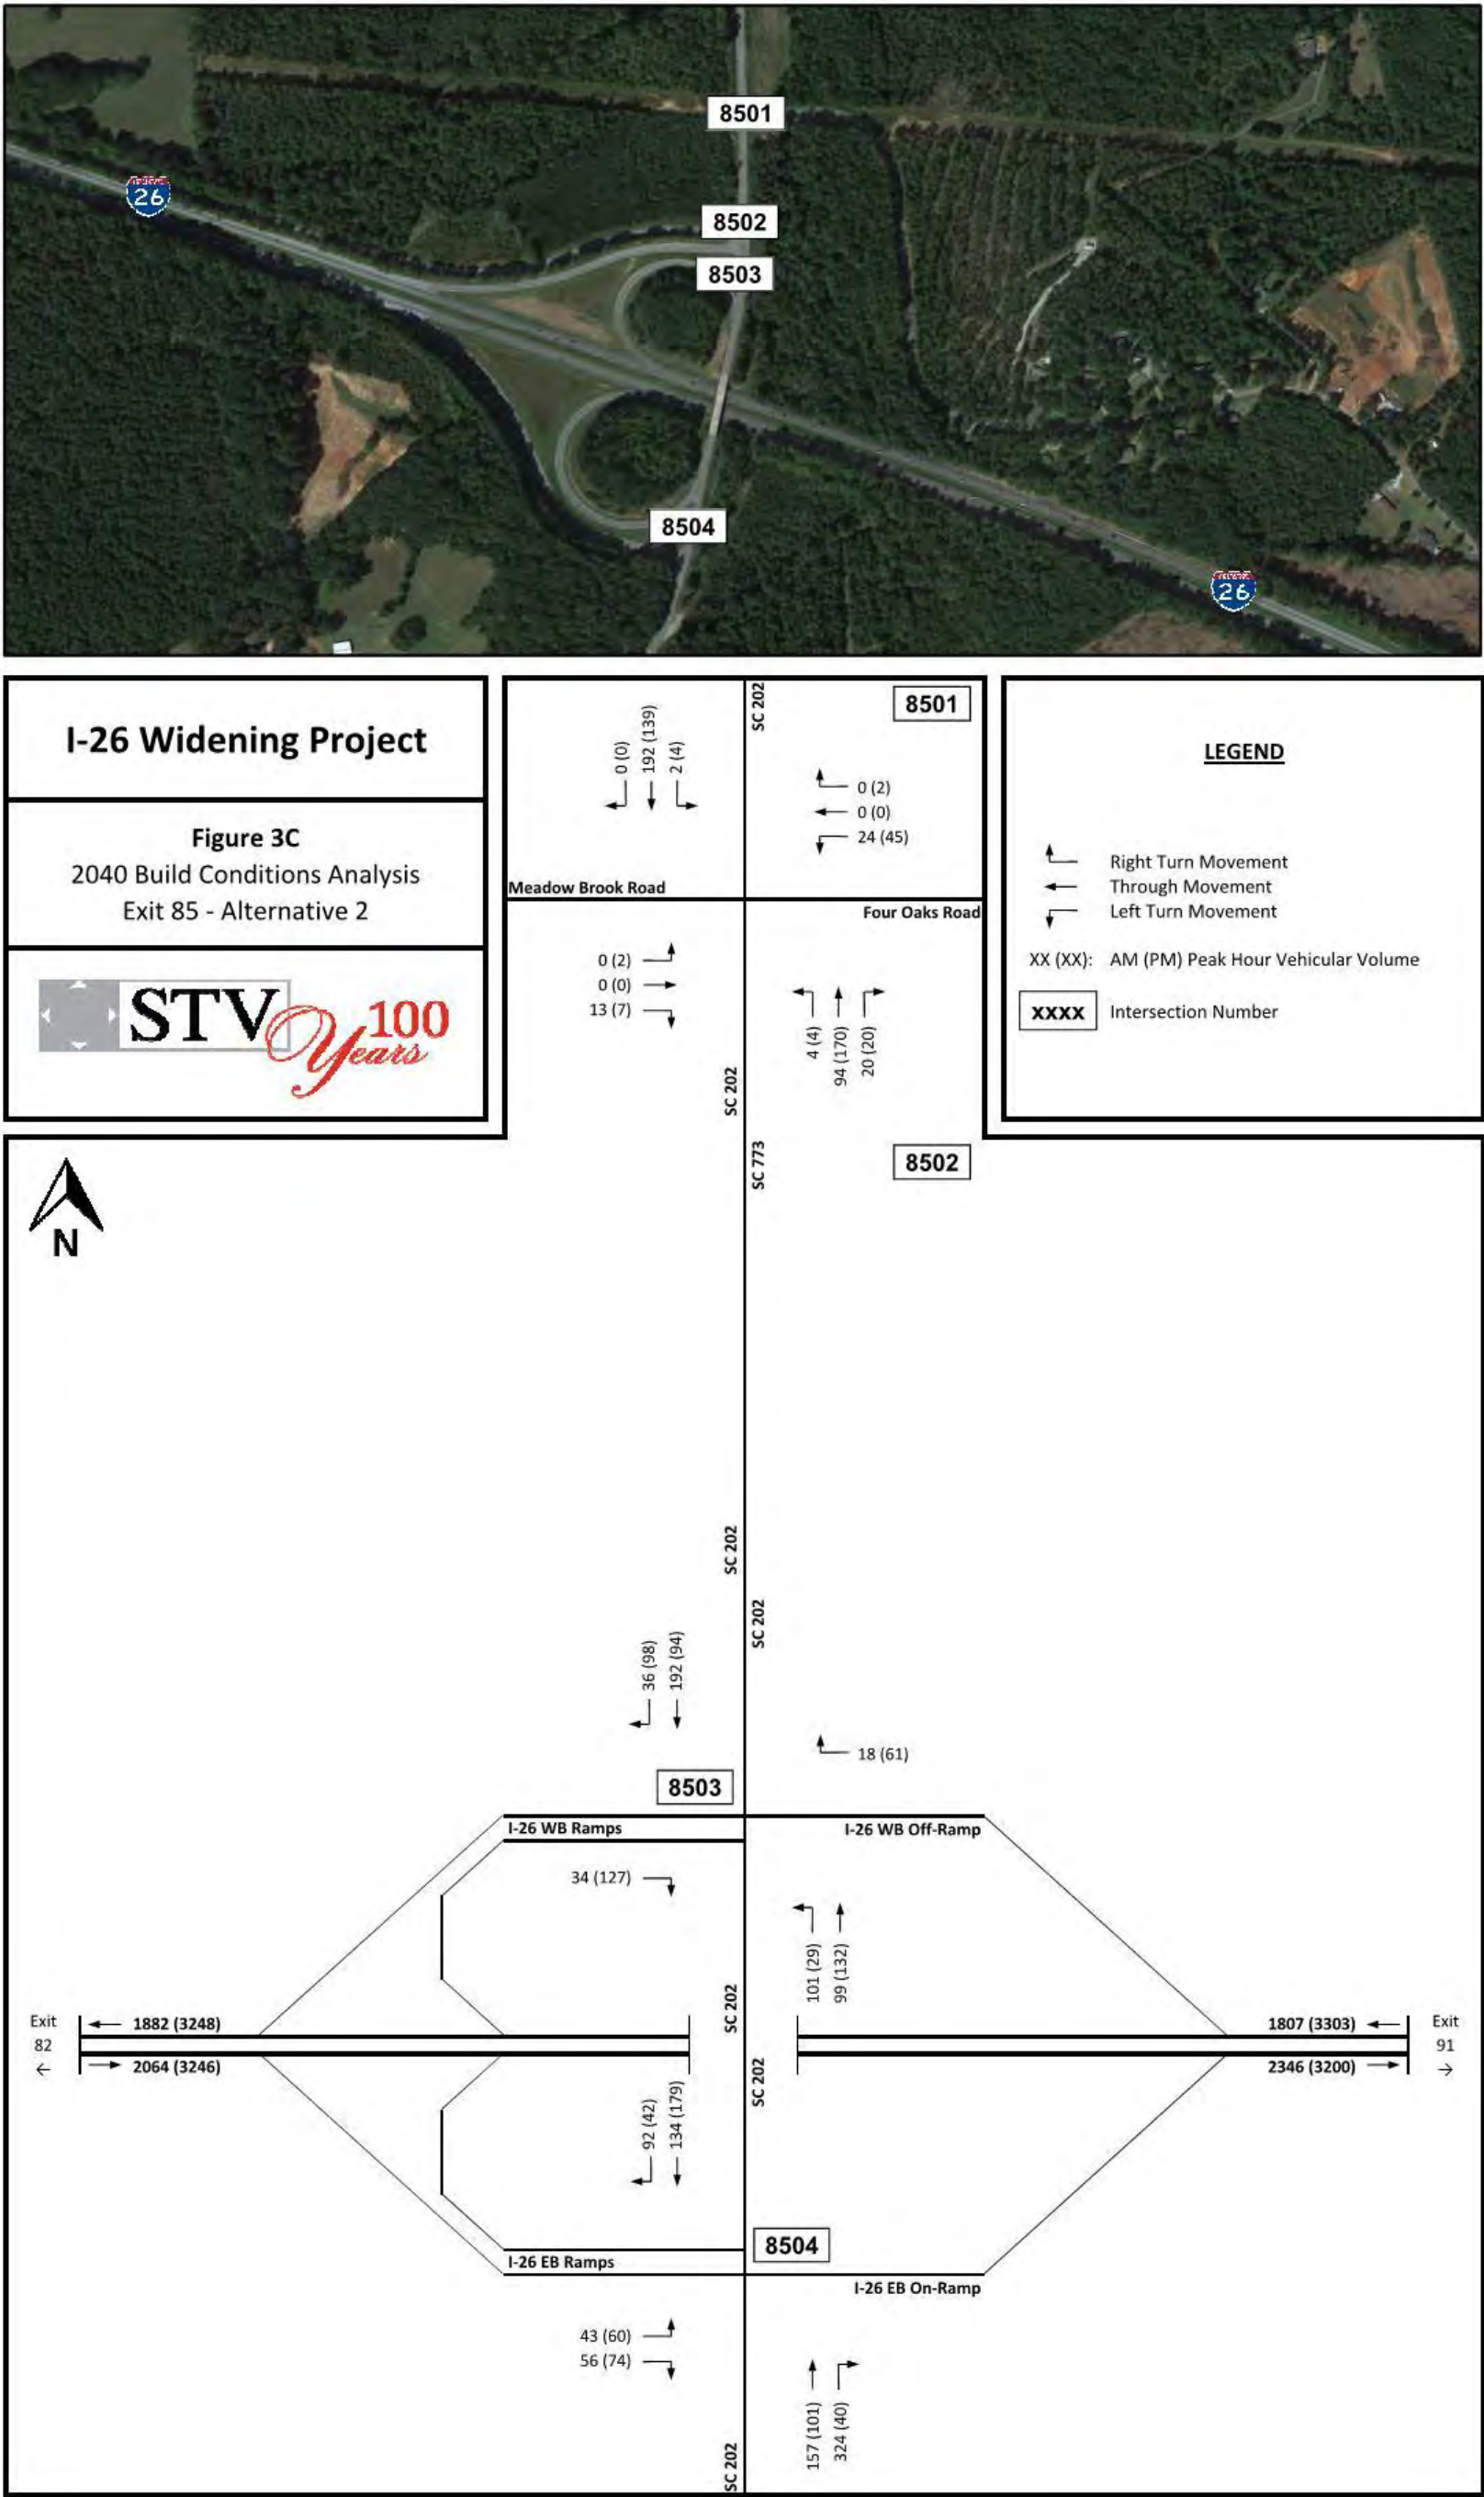 8501
26
8502
8503
8504
26
I-26 Widening Project
Figure 3C
2040 Build Conditions Analysis
Exit 85 - Alternative 2
STV 100
Years
SC 202
8501
0 (0)
192 (139)
2 (4)
0 (2)
0 (0)
24 (45)
Meadow Brook Road
Four Oaks Road
0 (2)
0 (0)
13 (7)
4 (4)
94 (170)
20 (20)
SC 202
LEGEND
Right Turn Movement
Through Movement
Left Turn Movement
XX (XX): AM (PM) Peak Hour Vehicular Volume
XXXX Intersection Number
N
SC 773
8502
SC 202
SC 202
36 (98)
192 (94)
18 (61)
8503
I-26 WB Ramps
I-26 WB Off-Ramp
34 (127)
101 (29)
99 (132)
SC 202
Exit
82
←
1882 (3248)
2064 (3246)
1807 (3303)
2346 (3200)
Exit
91
→
SC 202
92 (42)
134 (179)
8504
I-26 EB Ramps
I-26 EB On-Ramp
43 (60)
56 (74)
157 (101)
324 (40)
SC 202